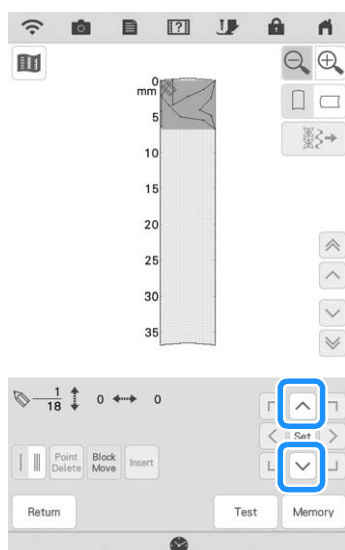 0
mm
5
10
15
20
25
30
35
1
18
0
0
Set
Point
Delete
Block
Move
Insert
Return
Test
Memory